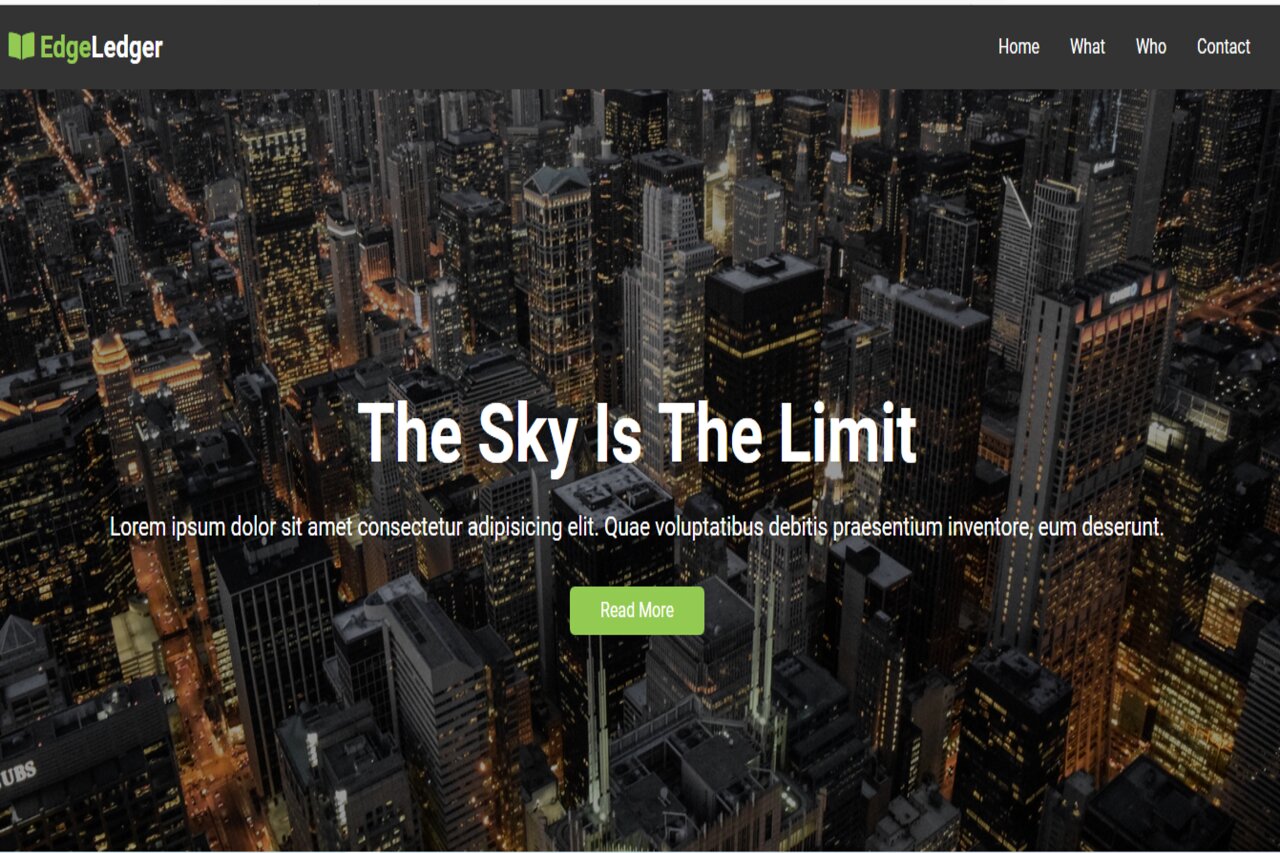 EdgeLedger
Home What Who Contact
The Sky Is The Limit
Lorem ipsum dolor sit amet consectetur adipisicing elit. Quae voluptatibus debitis praesentium inventore, eum deserunt.
Read More
UBS